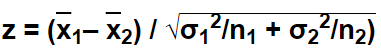 z = (x̅₁– x̅₂) / √σ₁²/n₁ + σ₂²/n₂)